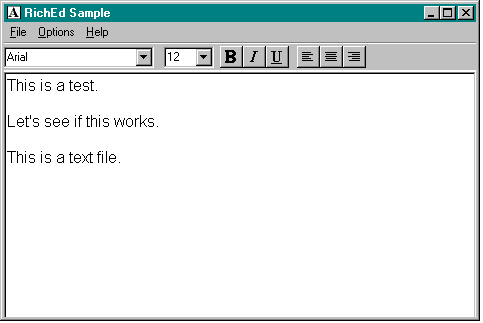 A RichEd Sample
File Options Help
Arial 12 B I U
This is a test.
Let's see if this works.
This is a text file.